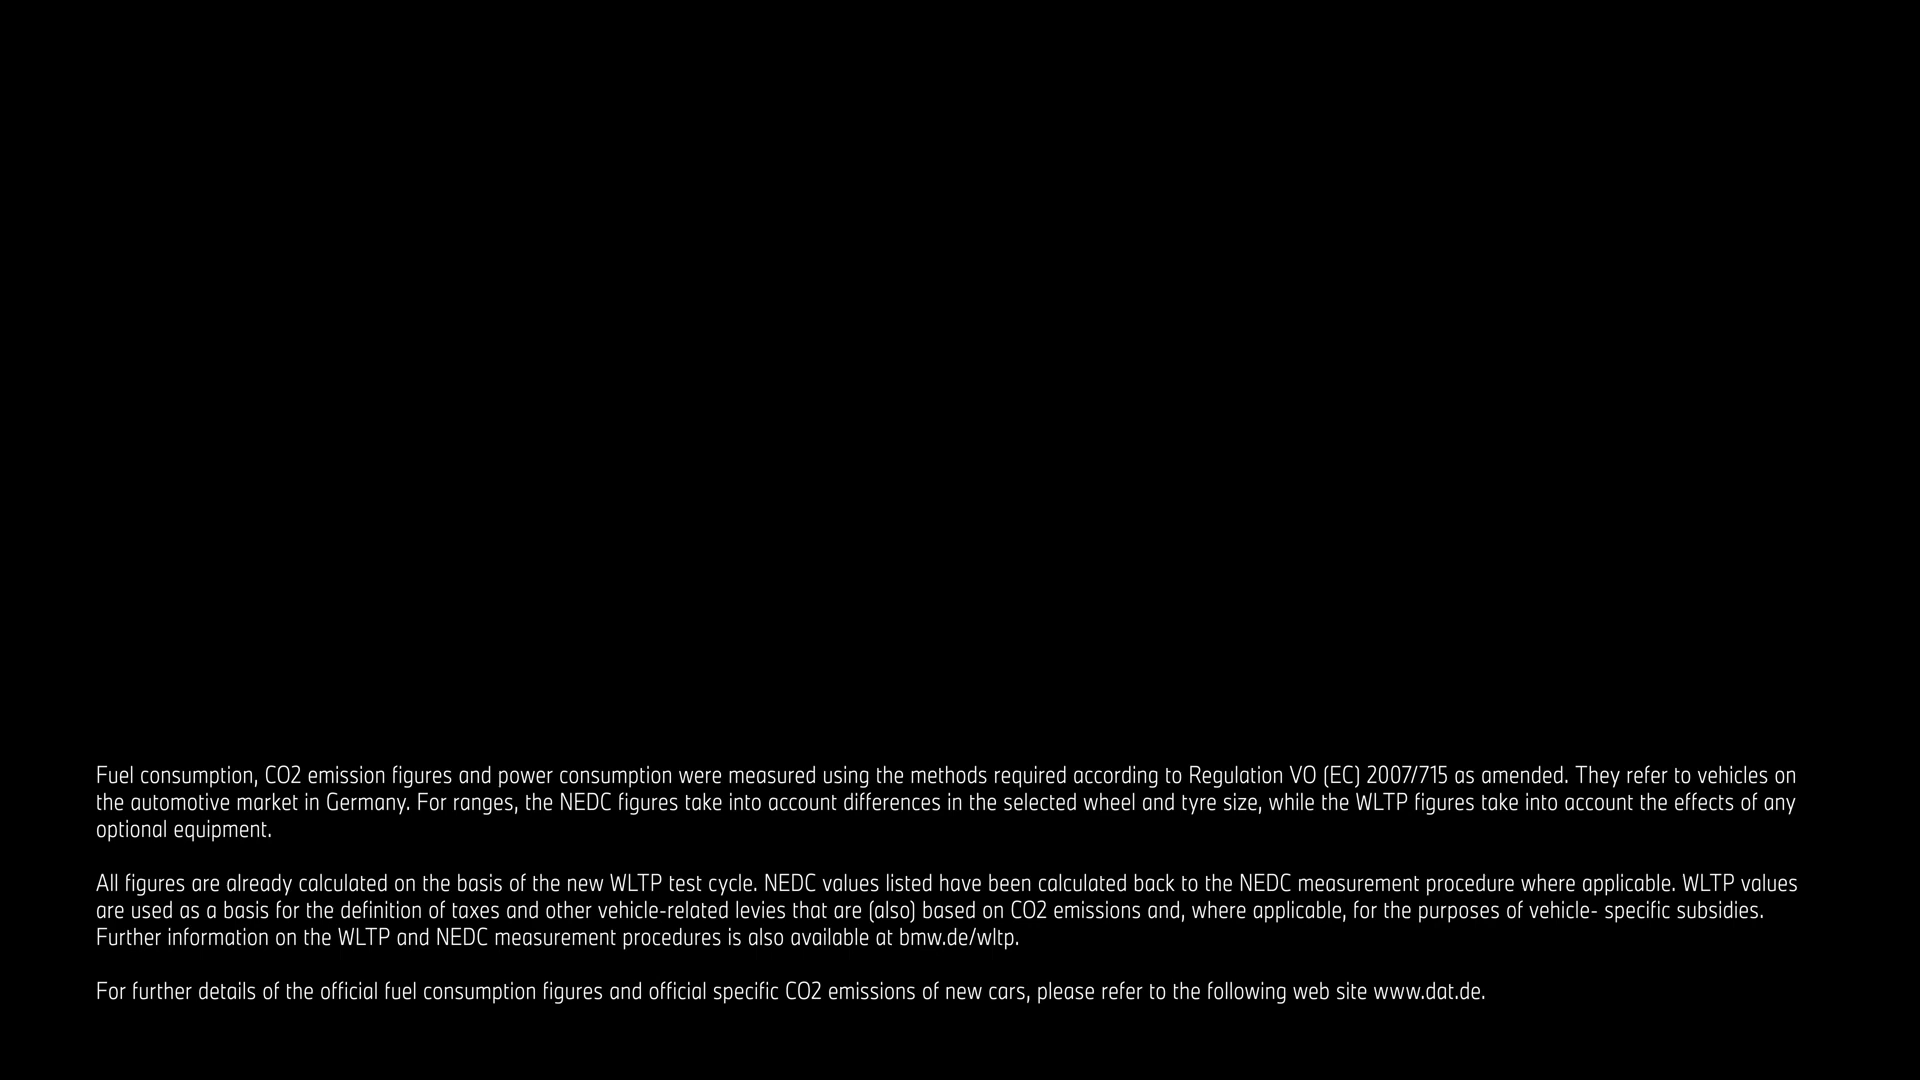 Fuel consumption, CO2 emission figures and power consumption were measured using the methods required according to Regulation VO (EC) 2007/715 as amended. They refer to vehicles on
the automotive market in Germany. For ranges, the NEDC figures take into account differences in the selected wheel and tyre size, while the WLTP figures take into account the effects of any
optional equipment.
All figures are already calculated on the basis of the new WLTP test cycle. NEDC values listed have been calculated back to the NEDC measurement procedure where applicable. WLTP values
are used as a basis for the definition of taxes and other vehicle-related levies that are (also) based on CO2 emissions and, where applicable, for the purposes of vehicle- specific subsidies.
Further information on the WLTP and NEDC measurement procedures is also available at bmw.de/wltp.
For further details of the official fuel consumption figures and official specific CO2 emissions of new cars, please refer to the following web site www.dat.de.